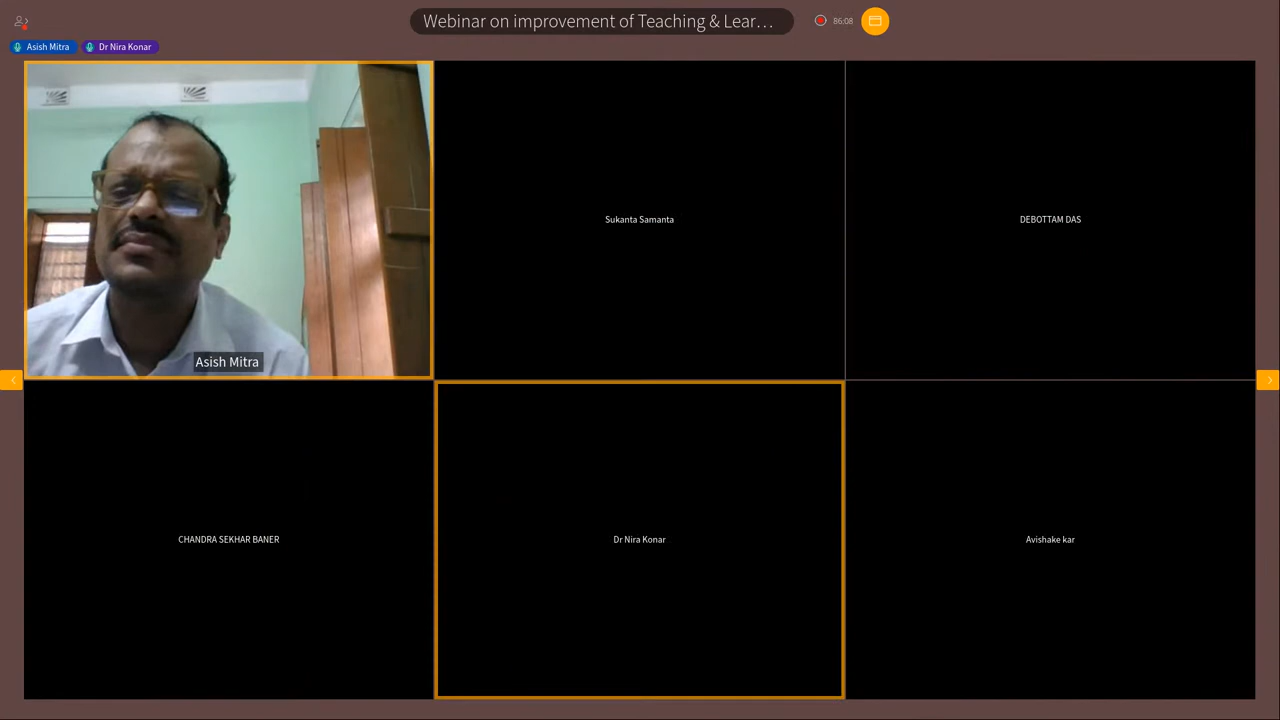 Webinar on improvement of Teaching & Lear…
86:08
Asish Mitra
Dr Nira Konar
Asish Mitra
Sukanta Samanta
DEBOTTAM DAS
CHANDRA SEKHAR BANER
Dr Nira Konar
Avishake kar